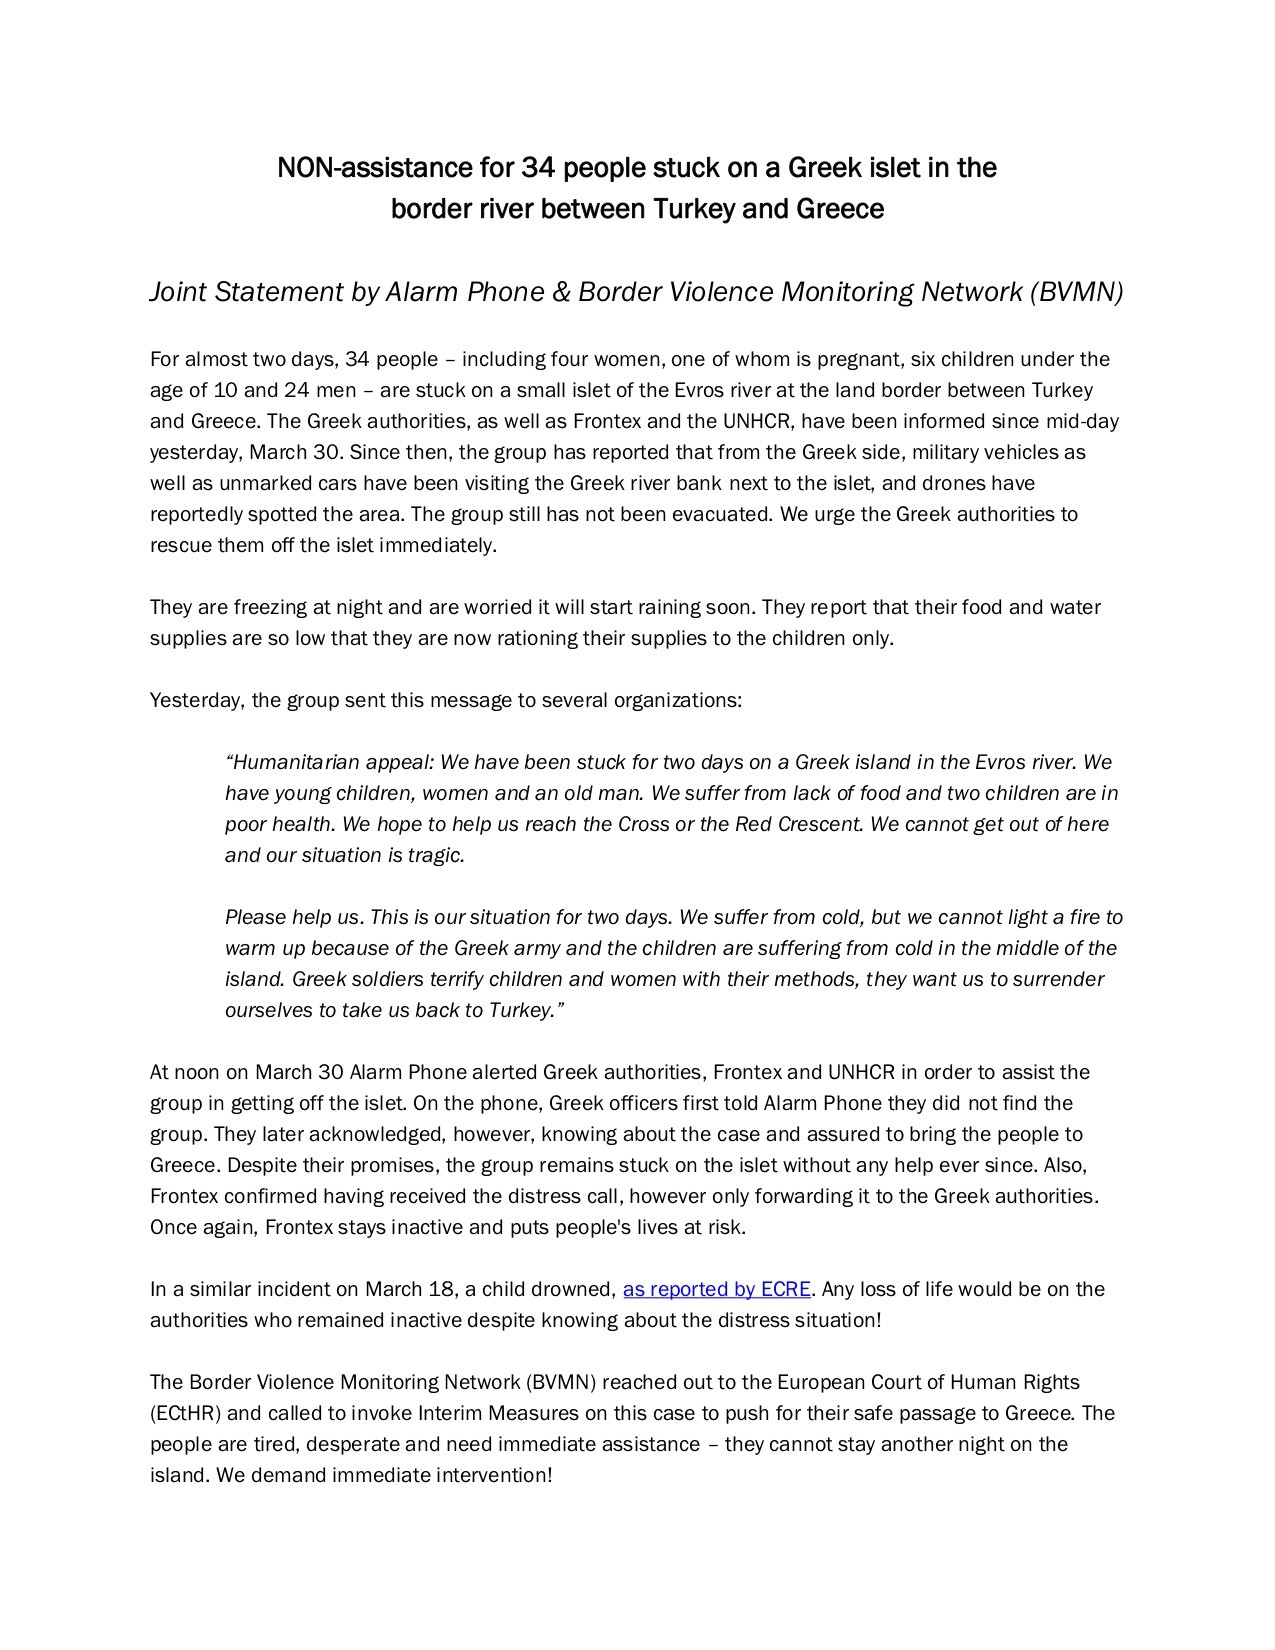 NON-assistance for 34 people stuck on a Greek islet in the
border river between Turkey and Greece
Joint Statement by Alarm Phone & Border Violence Monitoring Network (BVMN)
For almost two days, 34 people – including four women, one of whom is pregnant, six children under the
age of 10 and 24 men – are stuck on a small islet of the Evros river at the land border between Turkey
and Greece. The Greek authorities, as well as Frontex and the UNHCR, have been informed since mid-day
yesterday, March 30. Since then, the group has reported that from the Greek side, military vehicles as
well as unmarked cars have been visiting the Greek river bank next to the islet, and drones have
reportedly spotted the area. The group still has not been evacuated. We urge the Greek authorities to
rescue them off the islet immediately.
They are freezing at night and are worried it will start raining soon. They report that their food and water
supplies are so low that they are now rationing their supplies to the children only.
Yesterday, the group sent this message to several organizations:
“Humanitarian appeal: We have been stuck for two days on a Greek island in the Evros river. We
have young children, women and an old man. We suffer from lack of food and two children are in
poor health. We hope to help us reach the Cross or the Red Crescent. We cannot get out of here
and our situation is tragic.
Please help us. This is our situation for two days. We suffer from cold, but we cannot light a fire to
warm up because of the Greek army and the children are suffering from cold in the middle of the
island. Greek soldiers terrify children and women with their methods, they want us to surrender
ourselves to take us back to Turkey.”
At noon on March 30 Alarm Phone alerted Greek authorities, Frontex and UNHCR in order to assist the
group in getting off the islet. On the phone, Greek officers first told Alarm Phone they did not find the
group. They later acknowledged, however, knowing about the case and assured to bring the people to
Greece. Despite their promises, the group remains stuck on the islet without any help ever since. Also,
Frontex confirmed having received the distress call, however only forwarding it to the Greek authorities.
Once again, Frontex stays inactive and puts people's lives at risk.
In a similar incident on March 18, a child drowned, as reported by ECRE. Any loss of life would be on the
authorities who remained inactive despite knowing about the distress situation!
The Border Violence Monitoring Network (BVMN) reached out to the European Court of Human Rights
(ECtHR) and called to invoke Interim Measures on this case to push for their safe passage to Greece. The
people are tired, desperate and need immediate assistance – they cannot stay another night on the
island. We demand immediate intervention!